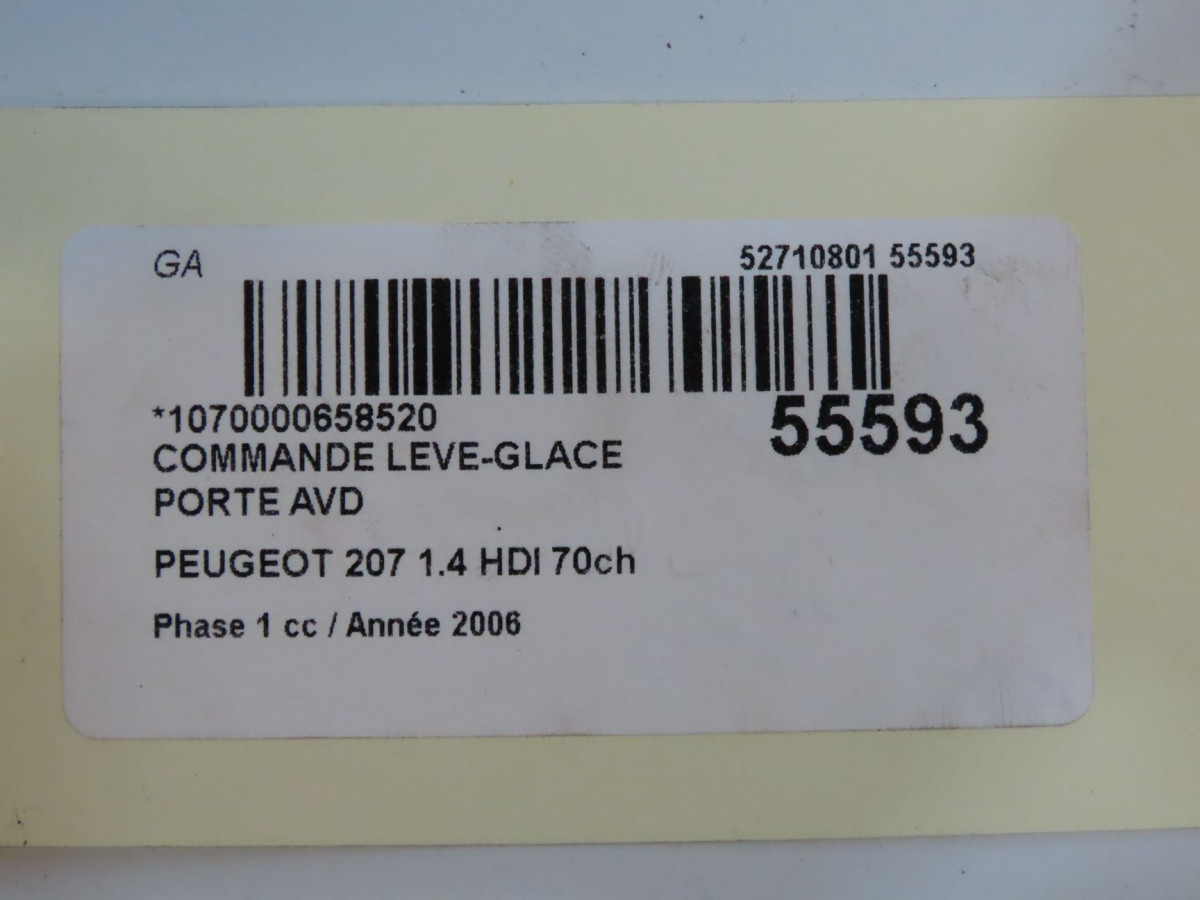 GA
52710801 55593
*1070000658520
55593
COMMANDE LEVE-GLACE
PORTE AVD
PEUGEOT 207 1.4 HDI 70ch
Phase 1 cc / Année 2006